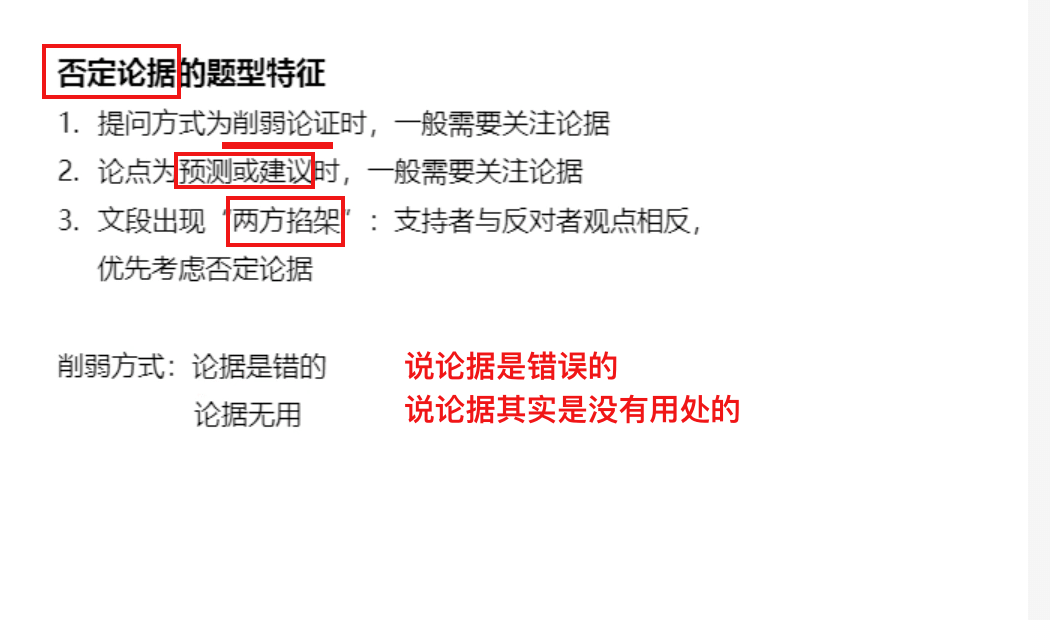 否定论据的题型特征
1. 提问方式为削弱论证时，一般需要关注论据
2. 论点为预测或建议时，一般需要关注论据
3. 文段出现“两方掐架”：支持者与反对者观点相反，
优先考虑否定论据
削弱方式：论据是错的 说论据是错误的
论据无用 说论据其实是没有用处的